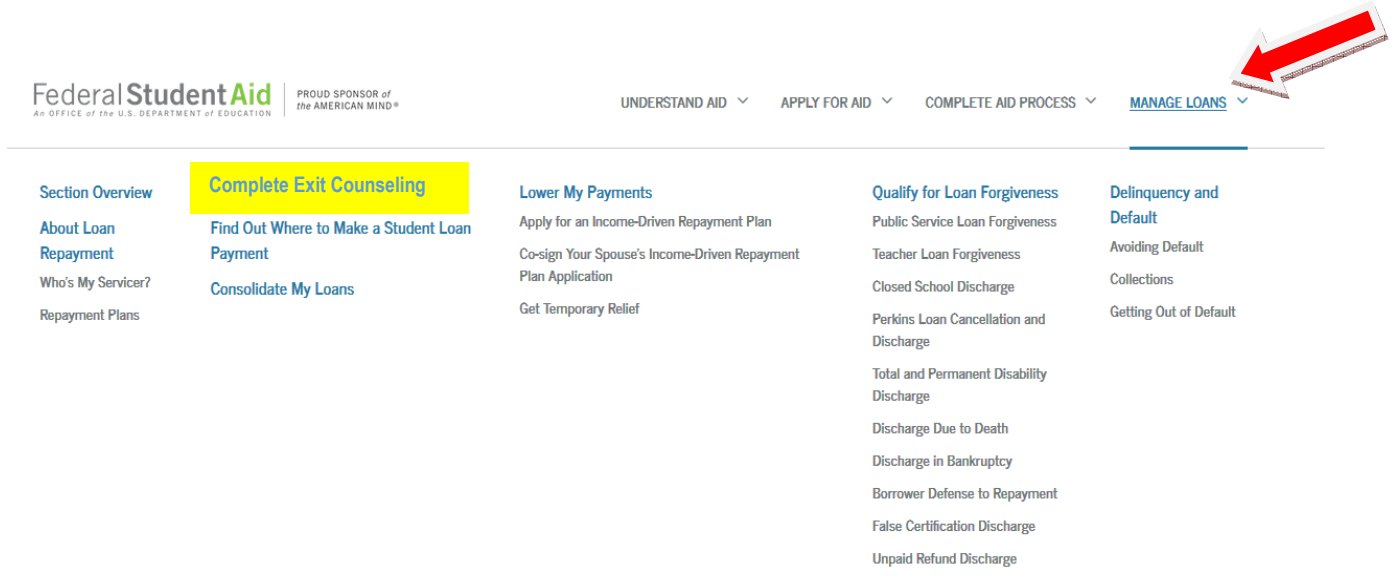 Federal Student Aid
An OFFICE of the U.S. DEPARTMENT of EDUCATION
PROUD SPONSOR of
the AMERICAN MIND®
UNDERSTAND AID
APPLY FOR AID
COMPLETE AID PROCESS
MANAGE LOANS
Section Overview
About Loan
Repayment
Who's My Servicer?
Repayment Plans
Complete Exit Counseling
Find Out Where to Make a Student Loan
Payment
Consolidate My Loans
Lower My Payments
Apply for an Income-Driven Repayment Plan
Co-sign Your Spouse's Income-Driven Repayment
Plan Application
Get Temporary Relief
Qualify for Loan Forgiveness
Public Service Loan Forgiveness
Teacher Loan Forgiveness
Closed School Discharge
Perkins Loan Cancellation and
Discharge
Total and Permanent Disability
Discharge
Discharge Due to Death
Discharge in Bankruptcy
Borrower Defense to Repayment
False Certification Discharge
Unpaid Refund Discharge
Delinquency and
Default
Avoiding Default
Collections
Getting Out of Default